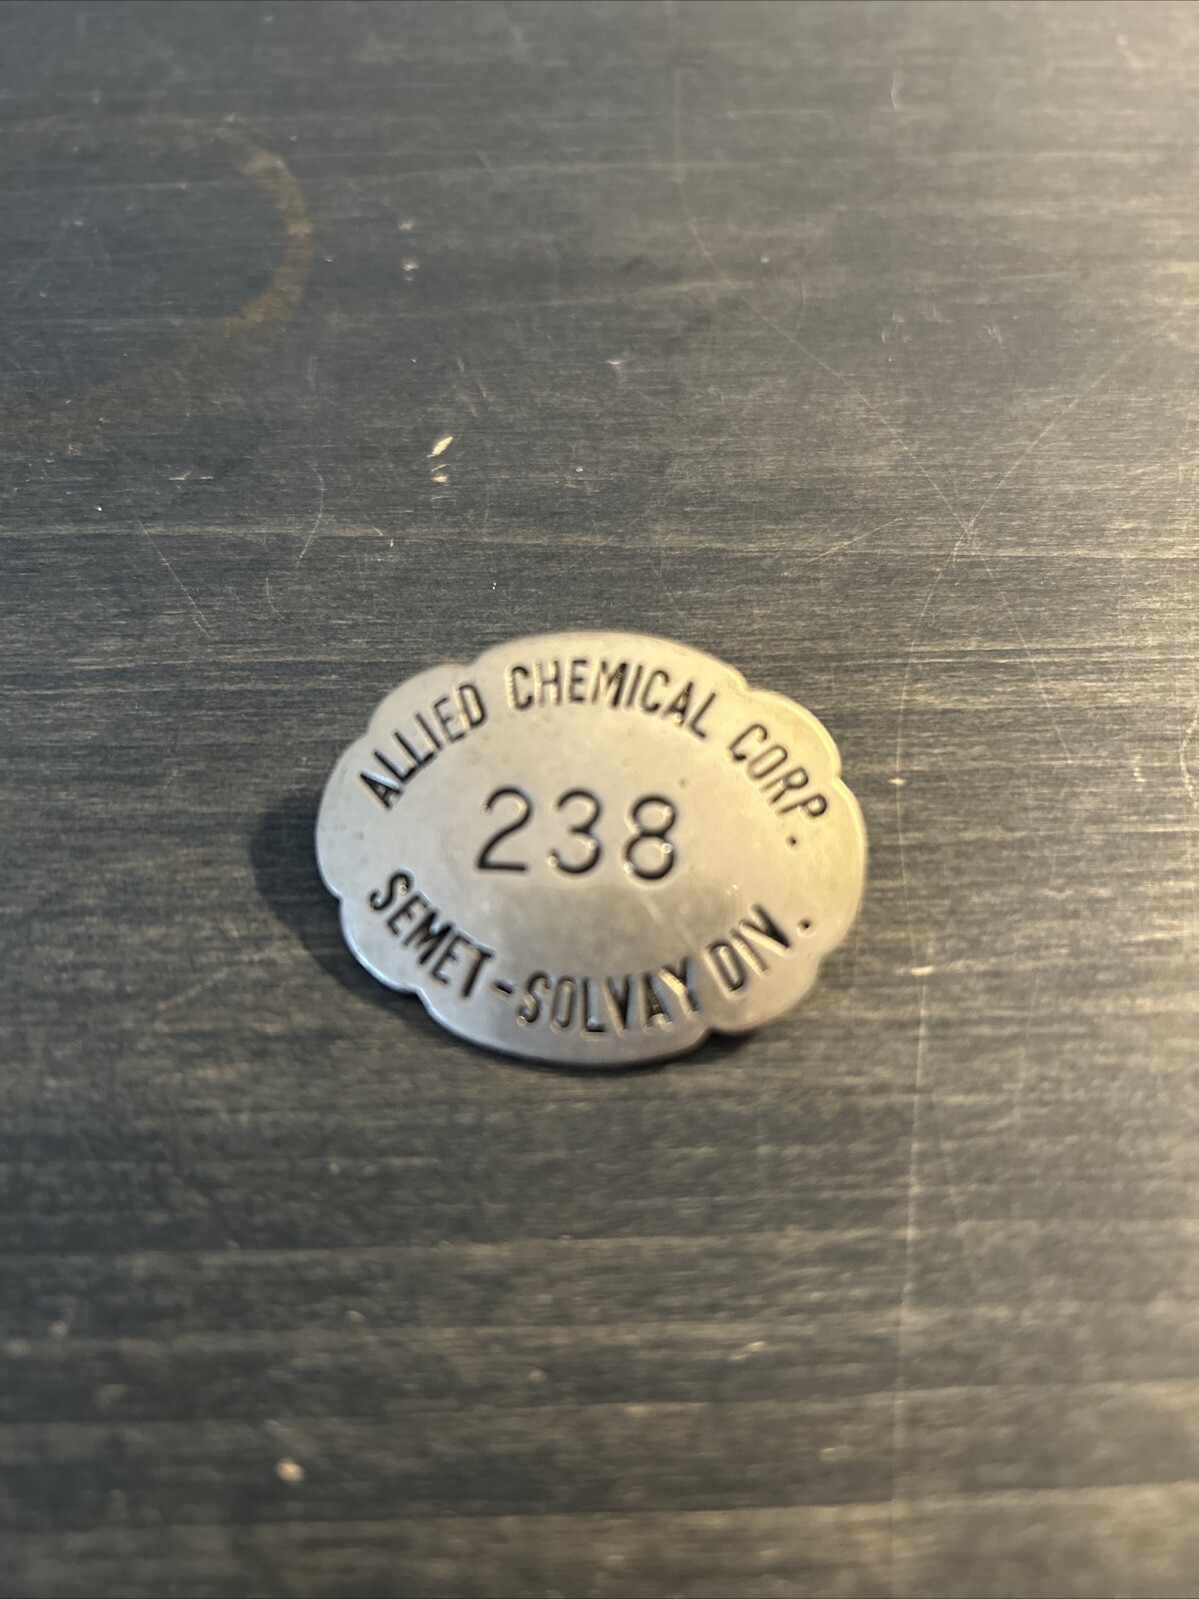 ALLIED CHEMICAL CORP.
238
SEMET-SOLVAY DIV.